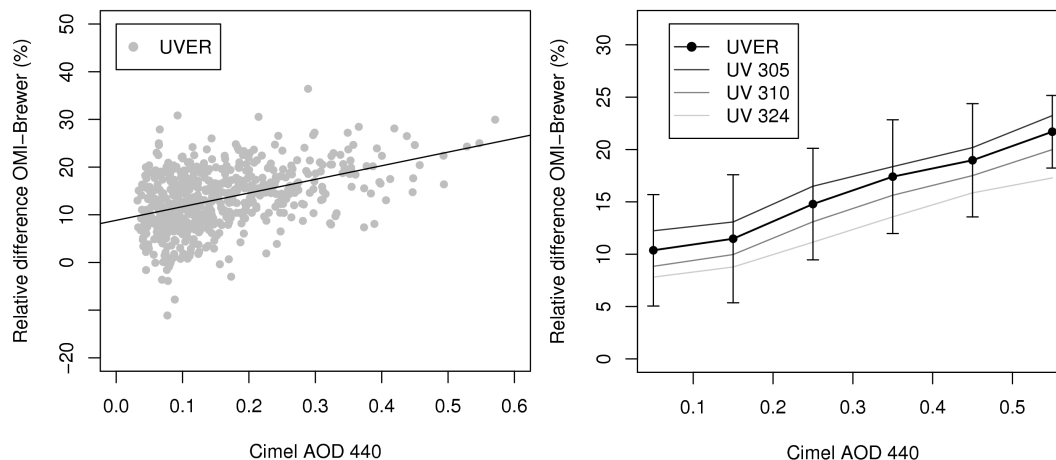 Relative difference OMI−Brewer (%)
50
40
30
20
10
0
−20
UVER
0.0 0.1 0.2 0.3 0.4 0.5 0.6
Cimel AOD 440
Relative difference OMI−Brewer (%)
30
25
20
15
10
5
0
UVER
UV 305
UV 310
UV 324
0.1 0.2 0.3 0.4 0.5
Cimel AOD 440